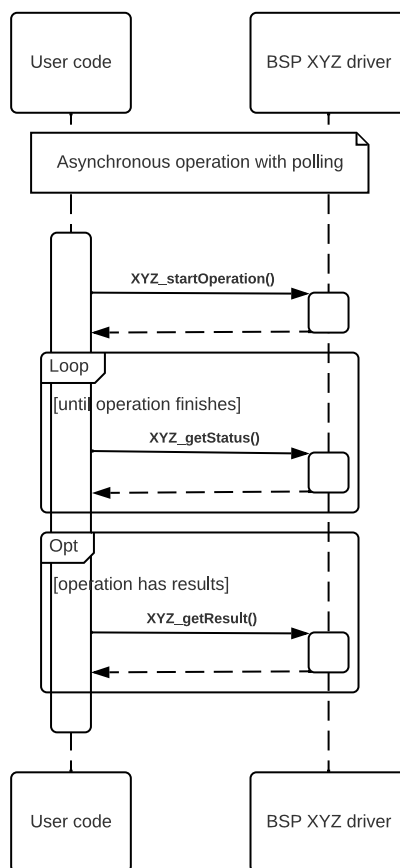 User code
BSP XYZ driver
Asynchronous operation with polling
XYZ_startOperation()
Loop
[until operation finishes]
XYZ_getStatus()
Opt
[operation has results]
XYZ_getResult()
User code
BSP XYZ driver